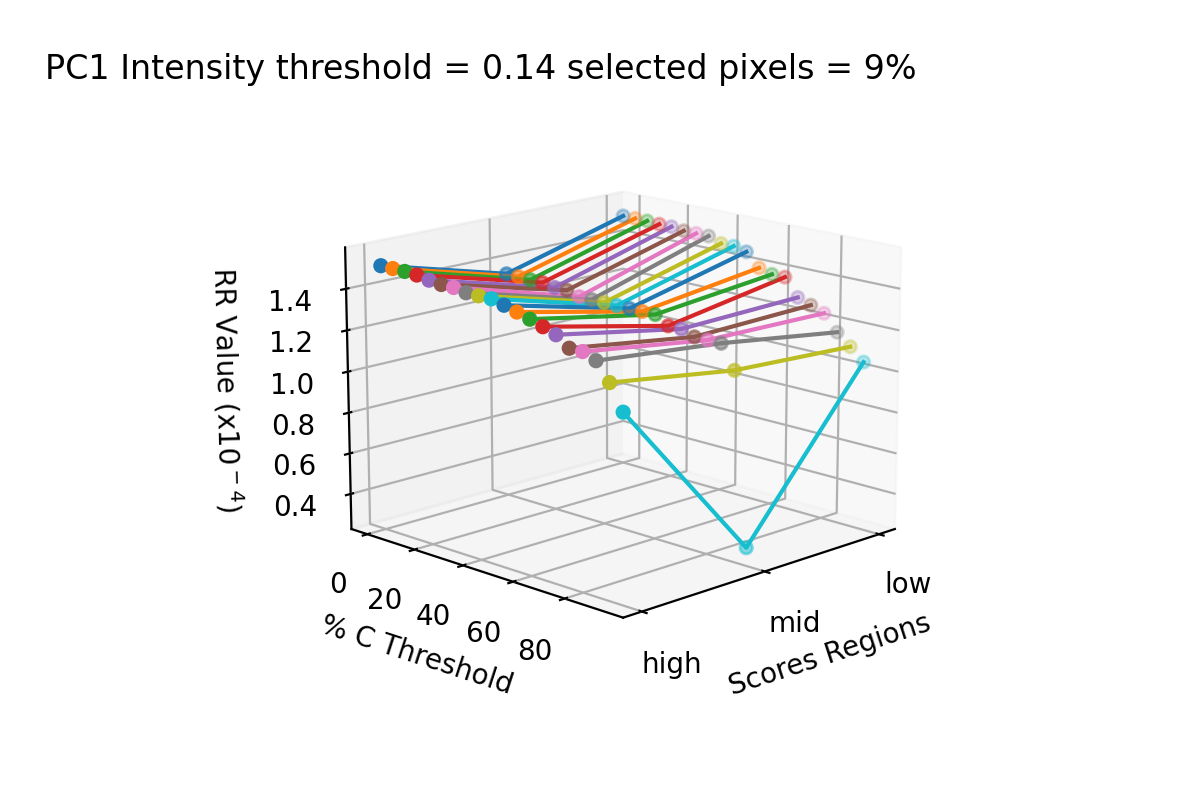 PC1 Intensity threshold = 0.14 selected pixels = 9%
RR Value (x10⁻⁴)
1.4
1.2
1.0
0.8
0.6
0.4
0
20
40
60
80
% C Threshold
high
mid
low
Scores Regions